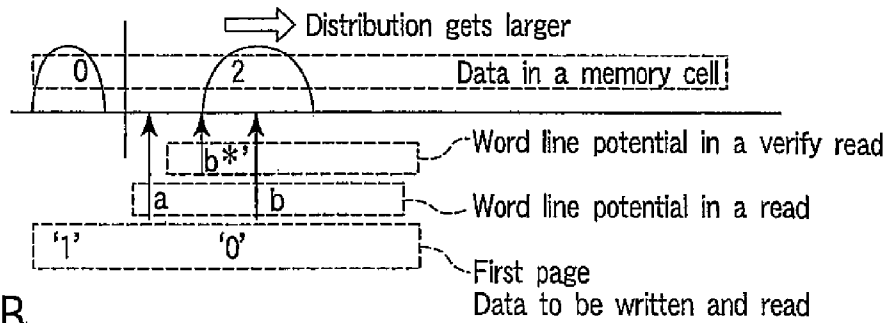 Distribution gets larger
0 2 Data in a memory cell
b*' Word line potential in a verify read
a b Word line potential in a read
'1' '0'
First page
Data to be written and read
B